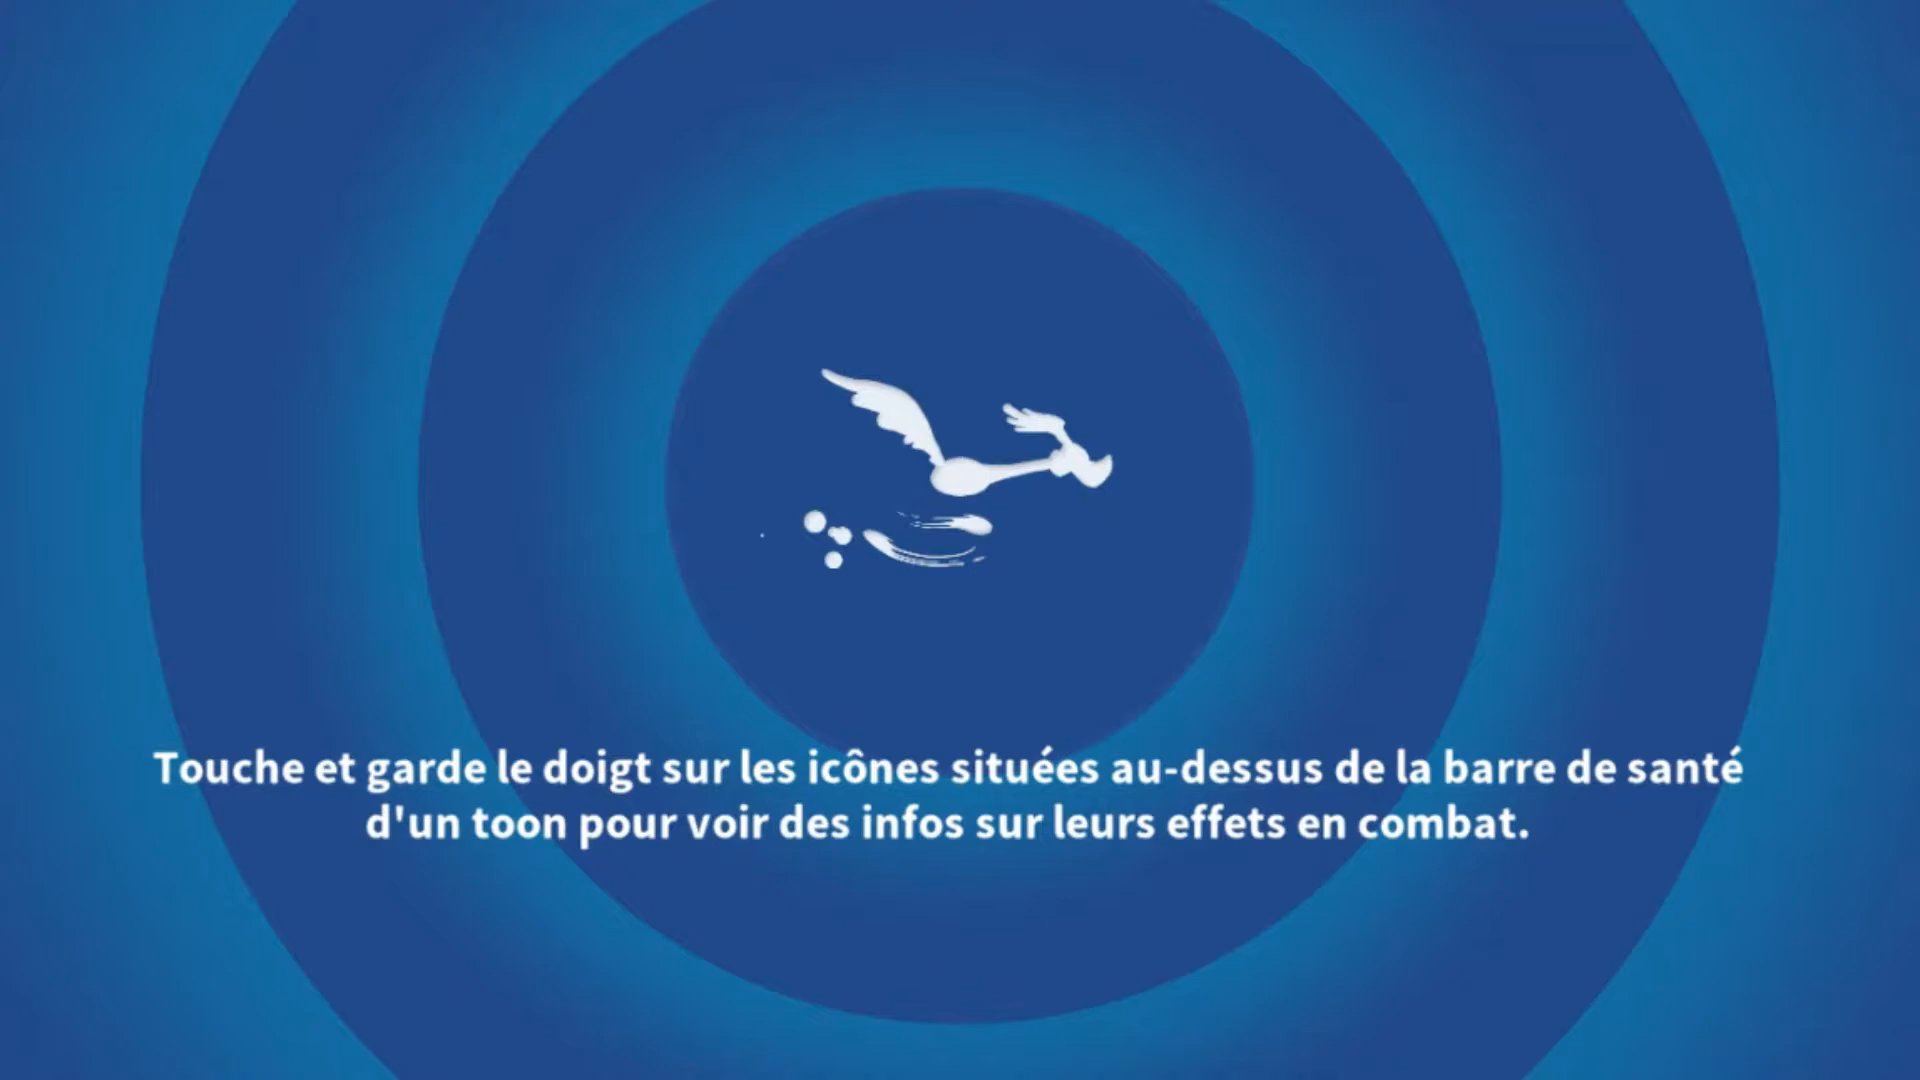 Touche et garde le doigt sur les icônes situées au-dessus de la barre de santé
d'un toon pour voir des infos sur leurs effets en combat.